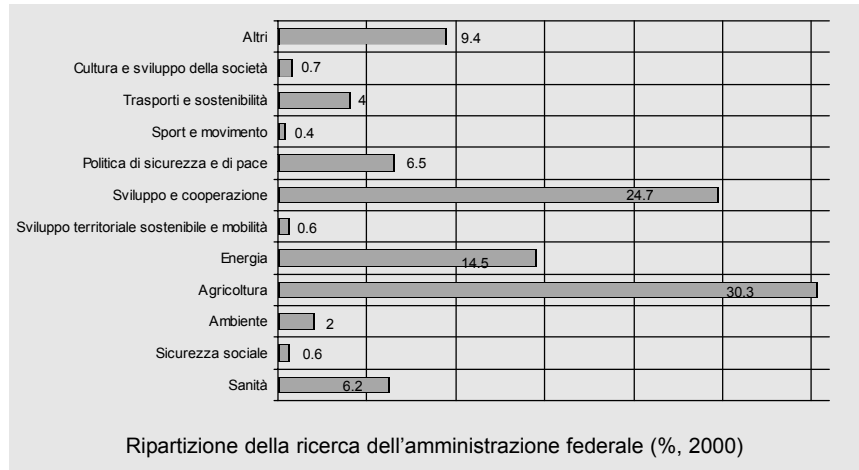 Altri 9.4
Cultura e sviluppo della società 0.7
Trasporti e sostenibilità 4
Sport e movimento 0.4
Politica di sicurezza e di pace 6.5
Sviluppo e cooperazione 24.7
Sviluppo territoriale sostenibile e mobilità 0.6
Energia 14.5
Agricoltura 30.3
Ambiente 2
Sicurezza sociale 0.6
Sanità 6.2
Ripartizione della ricerca dell’amministrazione federale (%, 2000)